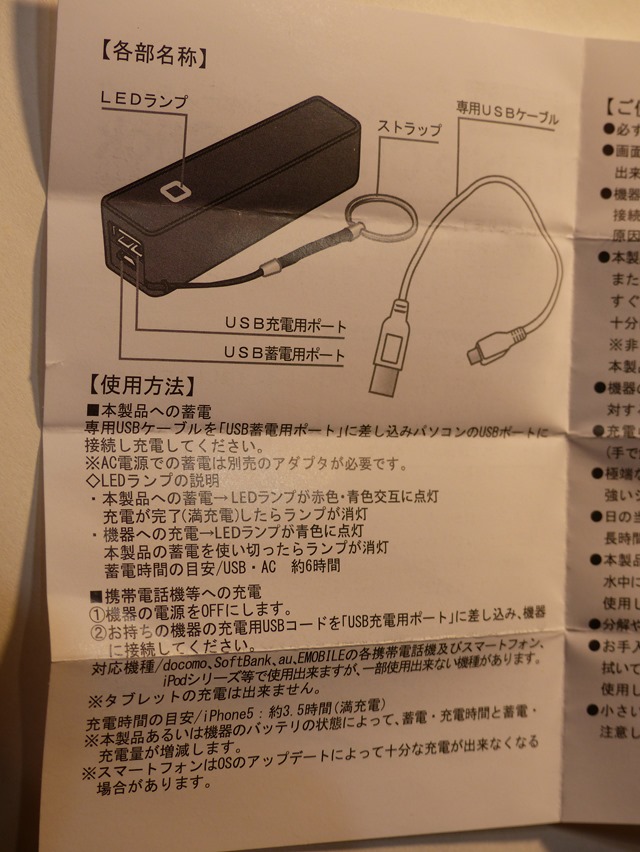 【各部名称】
LEDランプ
ストラップ
専用USBケーブル
USB充電用ポート
USB蓄電用ポート
【使用方法】
■本製品への蓄電
専用USBケーブルを「USB蓄電用ポート」に差し込みパソコンのUSBポートに
接続し充電してください。
※AC電源での蓄電は別売のアダプタが必要です。
◇LEDランプの説明
・本製品への蓄電→LEDランプが赤色・青色交互に点灯
充電が完了(満充電)したらランプが消灯
・機器への充電→LEDランプが青色に点灯
本製品の蓄電を使い切ったらランプが消灯
蓄電時間の目安/USB・AC 約6時間
■携帯電話機等への充電
①機器の電源をOFFにします。
②お持ちの機器の充電用USBコードを「USB充電用ポート」に差し込み、機器
に接続してください。
対応機種/docomo、SoftBank、au、EMOBILEの各携帯電話機及びスマートフォン、
iPodシリーズ等で使用出来ますが、一部使用出来ない機種があります。
※タブレットの充電は出来ません。
充電時間の目安/iPhone5：約3.5時間(満充電)
※本製品あるいは機器のバッテリの状態によって、蓄電・充電時間と蓄電・
充電量が増減します。
※スマートフォンはOSのアップデートによって十分な充電が出来なくなる
場合があります。
【ご使
●必ず
●画面
出来
●機器
接続
原因
●本製
また
すぐ
十分
※非
本製品
●機器の
対する
●充電
(手で
●極端な
強い
●日の当
長時間
●本製品
水中に
使用し
●分解や
●お手入
拭いて
使用し
●小さい
注意し